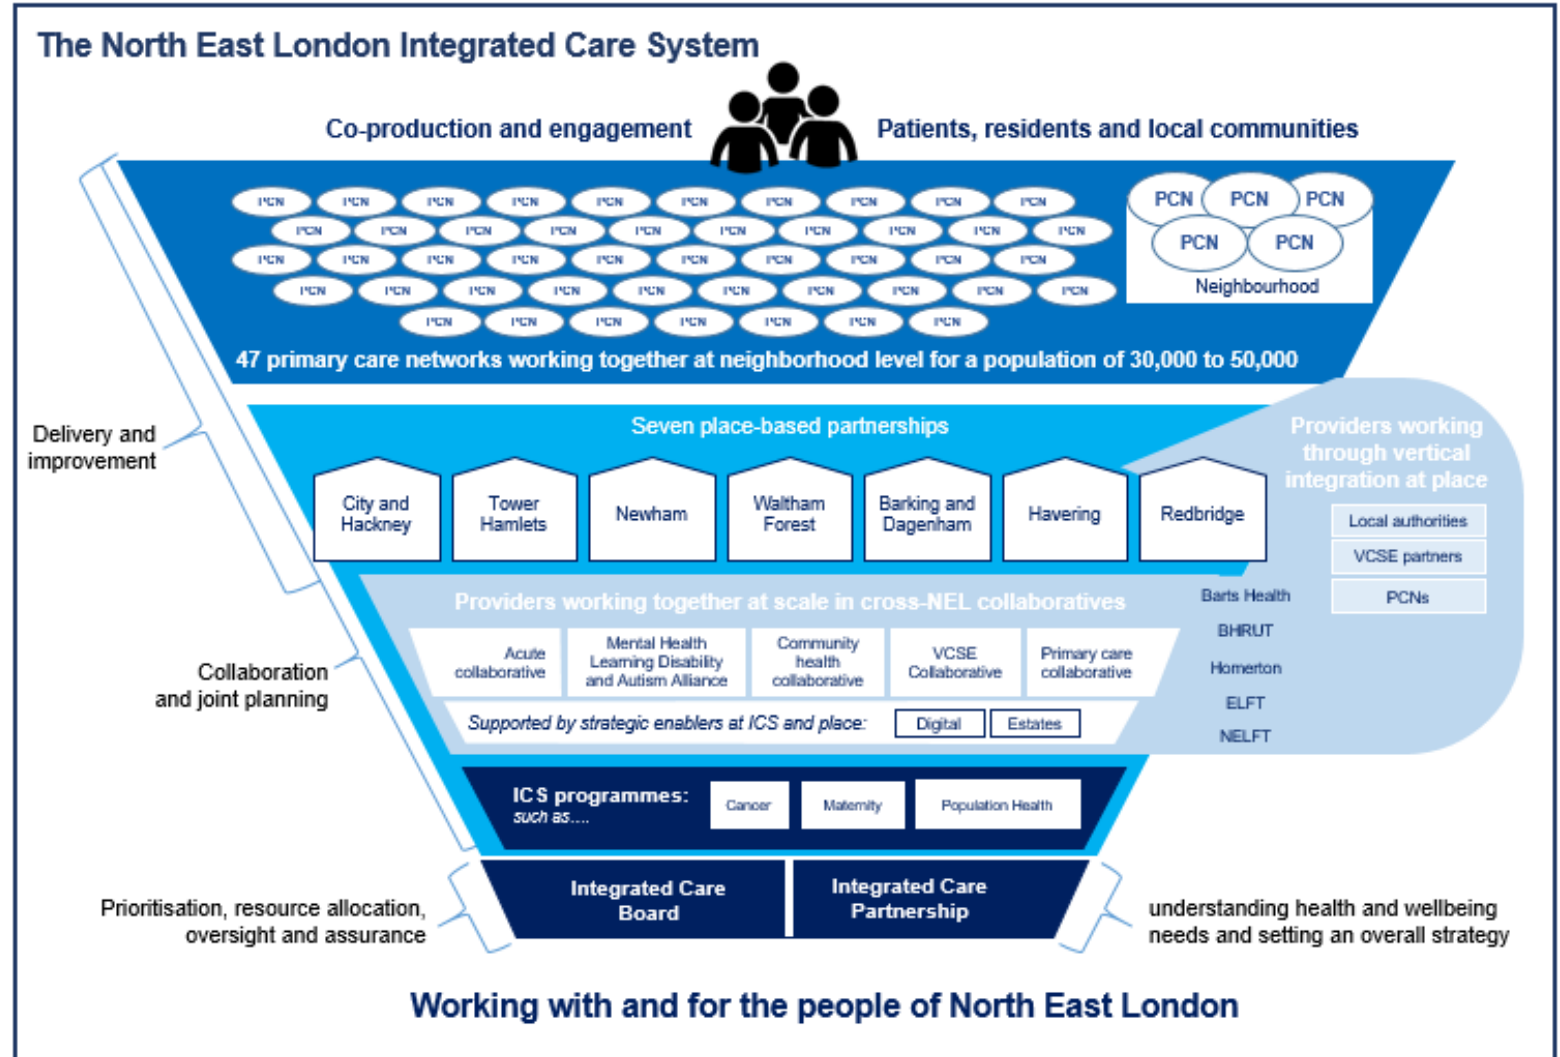 The North East London Integrated Care System
Co-production and engagement
Patients, residents and local communities
PCN PCN PCN PCN PCN PCN PCN PCN PCN PCN
PCN PCN PCN PCN PCN PCN PCN PCN PCN PCN
PCN PCN PCN PCN PCN PCN PCN PCN PCN PCN
PCN PCN PCN PCN PCN PCN PCN PCN PCN PCN
PCN PCN PCN PCN PCN PCN PCN
PCN PCN PCN
PCN PCN
Neighbourhood
47 primary care networks working together at neighborhood level for a population of 30,000 to 50,000
Delivery and
improvement
Seven place-based partnerships
City and
Hackney
Tower
Hamlets
Newham
Waltham
Forest
Barking and
Dagenham
Havering
Redbridge
Providers working
through vertical
integration at place
Local authorities
VCSE partners
PCNs
Barts Health
BHRUT
Homerton
ELFT
NELFT
Collaboration
and joint planning
Providers working together at scale in cross-NEL collaboratives
Acute
collaborative
Mental Health
Learning Disability
and Autism Alliance
Community
health
collaborative
VCSE
Collaborative
Primary care
collaborative
Supported by strategic enablers at ICS and place:
Digital
Estates
ICS programmes:
such as....
Cancer
Maternity
Population Health
Prioritisation, resource allocation,
oversight and assurance
Integrated Care
Board
Integrated Care
Partnership
understanding health and wellbeing
needs and setting an overall strategy
Working with and for the people of North East London